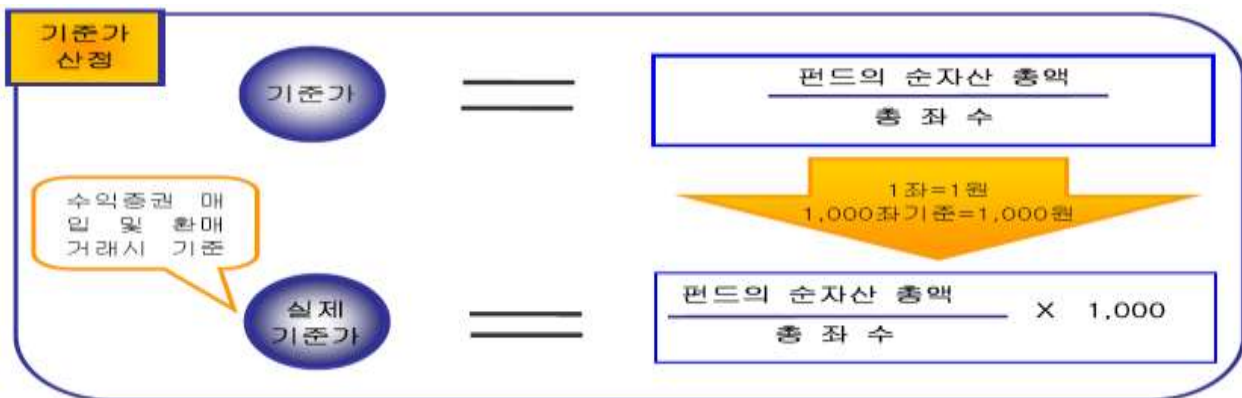 기준가
산정
기준가
펀드의 순자산 총액
총 좌 수
1좌=1원
1,000좌기준=1,000원
수익증권 매
입 및 환매
거래시 기준
실제
기준가
펀드의 순자산 총액
총 좌 수
X 1,000